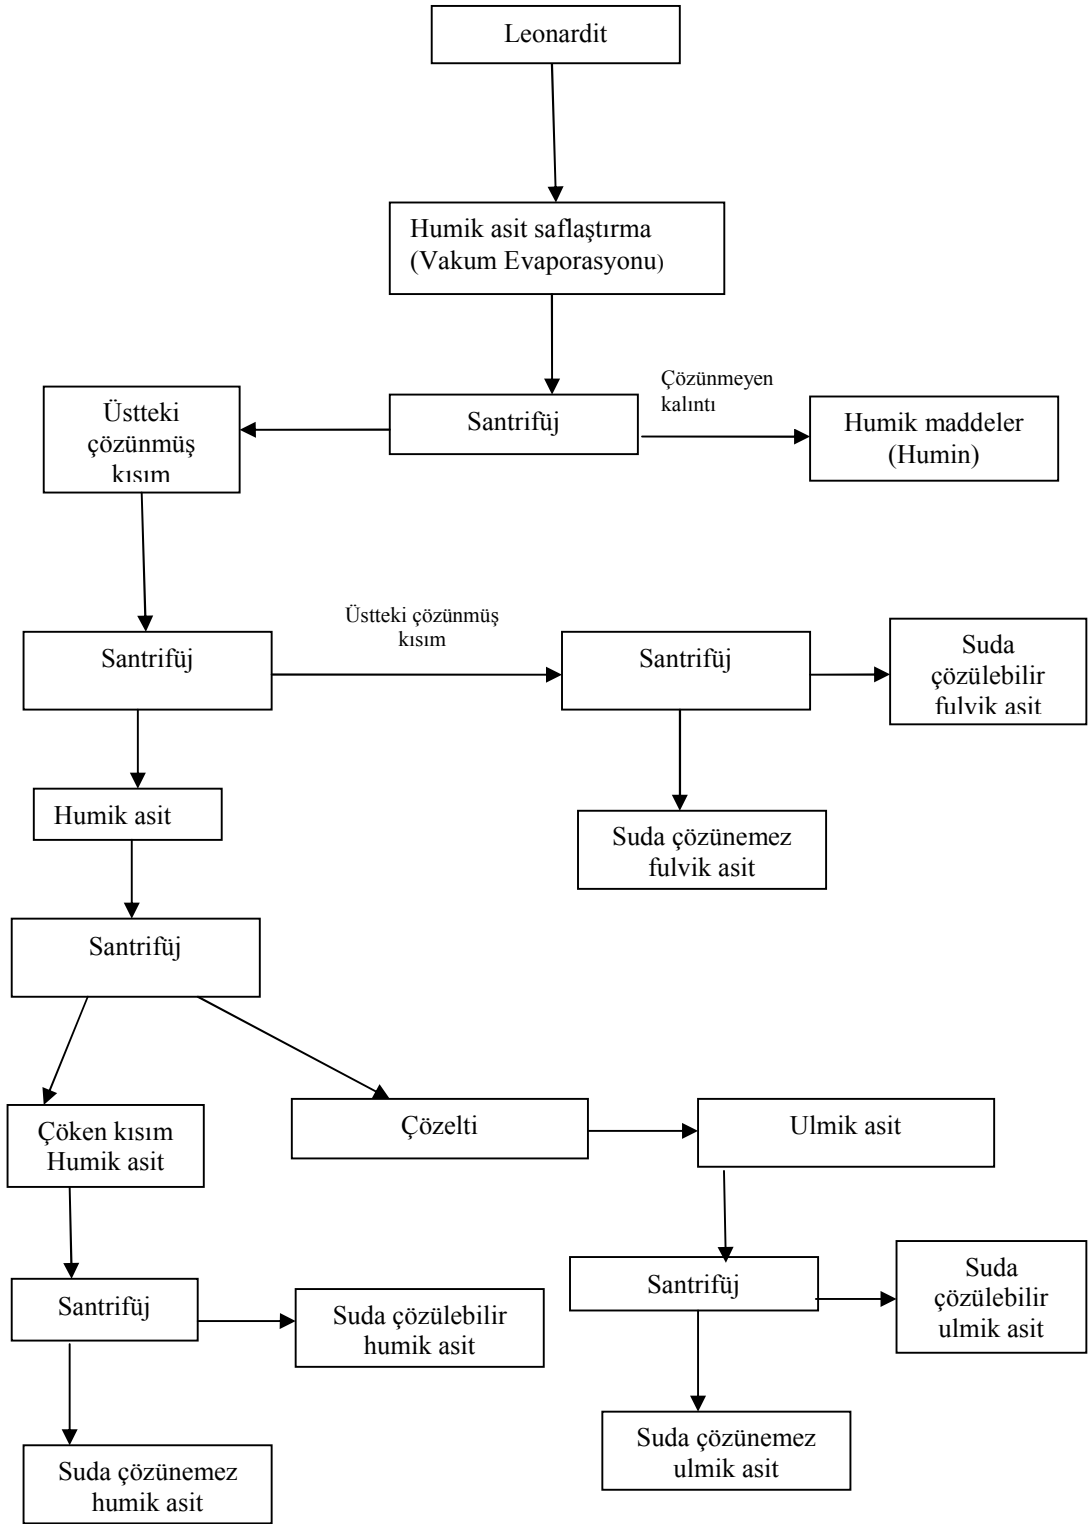 Leonardit
Humik asit saflaştırma
(Vakum Evaporasyonu)
Çözünmeyen
kalıntı
Üstteki
çözünmüş
kısım
Santrifüj
Humik maddeler
(Humin)
Üstteki çözünmüş
kısım
Santrifüj
Santrifüj
Suda
çözülebilir
fulvik asit
Humik asit
Suda çözünemez
fulvik asit
Santrifüj
Çöken kısım
Humik asit
Çözelti
Ulmik asit
Santrifüj
Suda çözülebilir
humik asit
Santrifüj
Suda
çözülebilir
ulmik asit
Suda çözünemez
humik asit
Suda çözünemez
ulmik asit